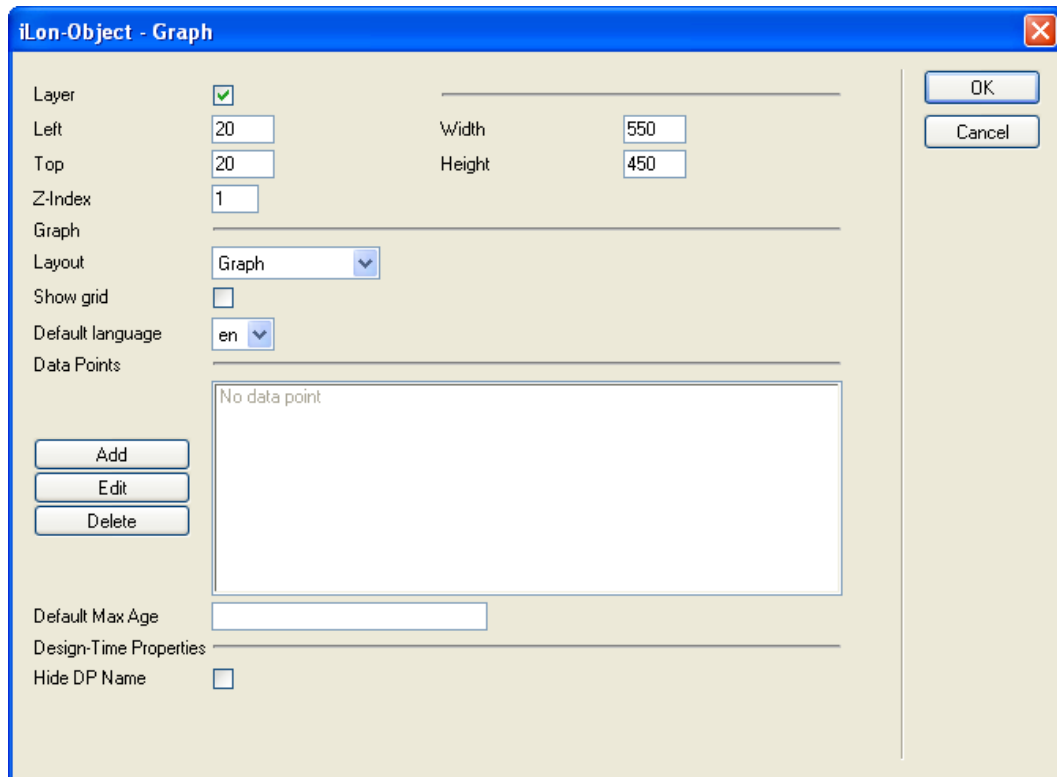 iLon-Object - Graph
Layer
OK
Left 20 Width 550
Cancel
Top 20 Height 450
Z-Index 1
Graph
Layout Graph
Show grid
Default language en
Data Points
No data point
Add
Edit
Delete
Default Max Age
Design-Time Properties
Hide DP Name